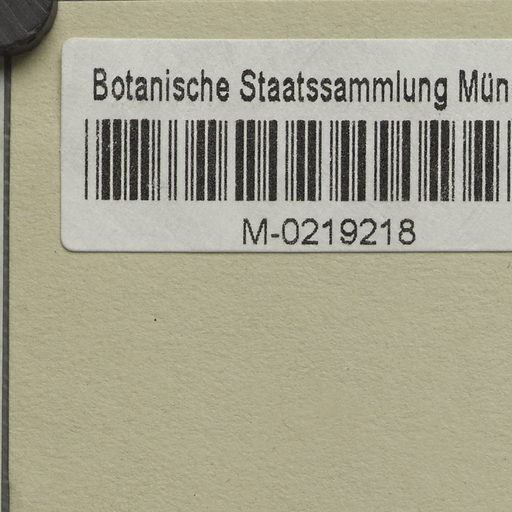 Botanische Staatssammlung Mün
M-0219218